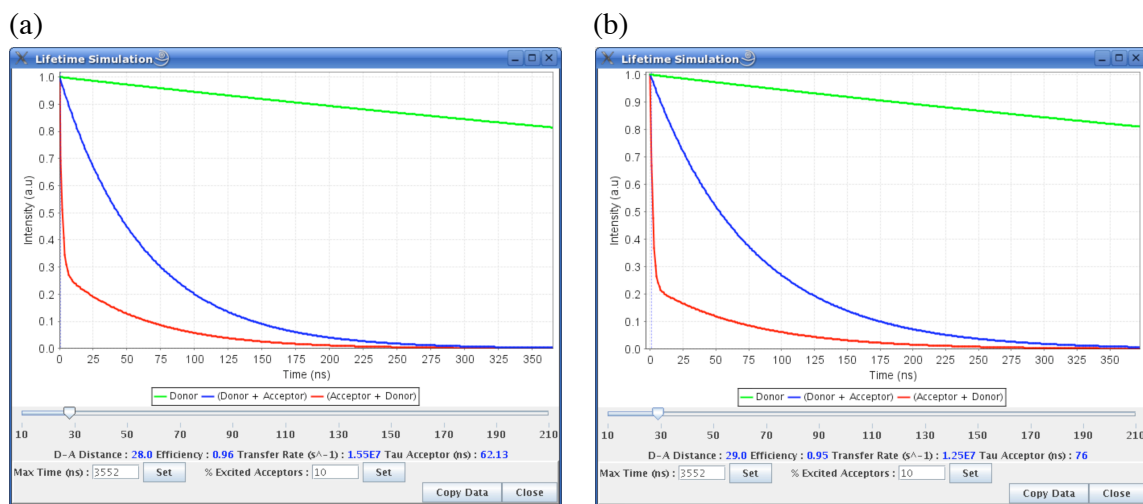 (a)
Lifetime Simulation
1.0
0.9
0.8
0.7
0.6
0.5
0.4
0.3
0.2
0.1
0.0
Intensity (a.u)
0 25 50 75 100 125 150 175 200 225 250 275 300 325 350
Time (ns)
Donor (Donor + Acceptor) (Acceptor + Donor)
10 30 50 70 90 110 130 150 170 190 210
D-A Distance : 28.0 Efficiency : 0.96 Transfer Rate (s^-1) : 1.55E7 Tau Acceptor (ns) : 62.13
Max Time (ns) : 3552 Set % Excited Acceptors : 10 Set
Copy Data Close
(b)
Lifetime Simulation
1.0
0.9
0.8
0.7
0.6
0.5
0.4
0.3
0.2
0.1
0.0
Intensity (a.u)
0 25 50 75 100 125 150 175 200 225 250 275 300 325 350
Time (ns)
Donor (Donor + Acceptor) (Acceptor + Donor)
10 30 50 70 90 110 130 150 170 190 210
D-A Distance : 29.0 Efficiency : 0.95 Transfer Rate (s^-1) : 1.25E7 Tau Acceptor (ns) : 76
Max Time (ns) : 3552 Set % Excited Acceptors : 10 Set
Copy Data Close